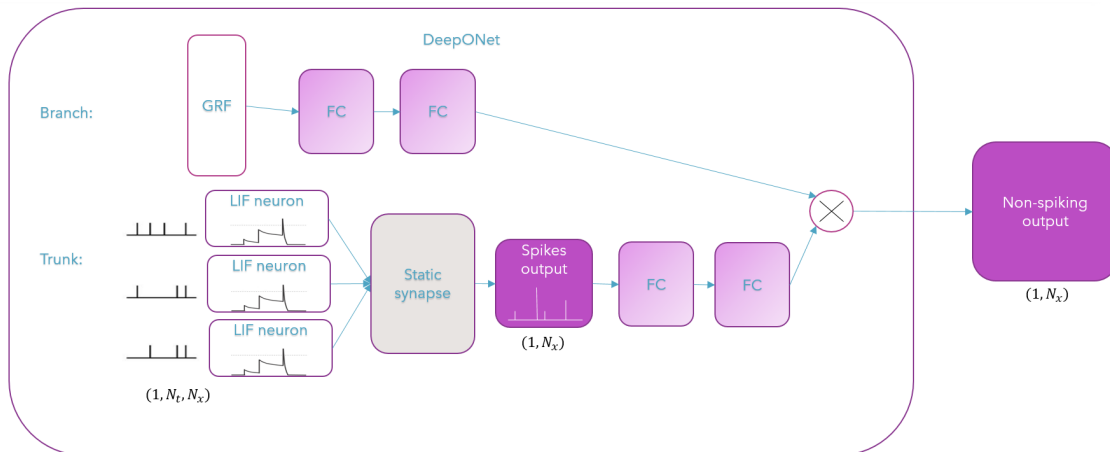 DeepONet
Branch:
GRF
FC
FC
LIF neuron
Trunk:
LIF neuron
LIF neuron
(1, N_t, N_x)
Static
synapse
Spikes
output
(1, N_x)
FC
FC
Non-spiking
output
(1, N_x)